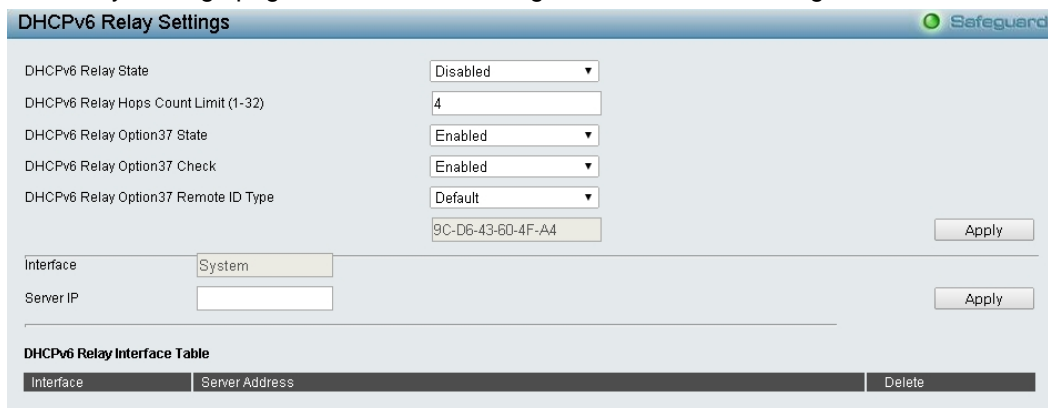 DHCPv6 Relay Settings
Safeguard
DHCPv6 Relay State Disabled
DHCPv6 Relay Hops Count Limit (1-32) 4
DHCPv6 Relay Option37 State Enabled
DHCPv6 Relay Option37 Check Enabled
DHCPv6 Relay Option37 Remote ID Type Default
9C-D6-43-60-4F-A4 Apply
Interface System
Server IP Apply
DHCPv6 Relay Interface Table
Interface Server Address Delete